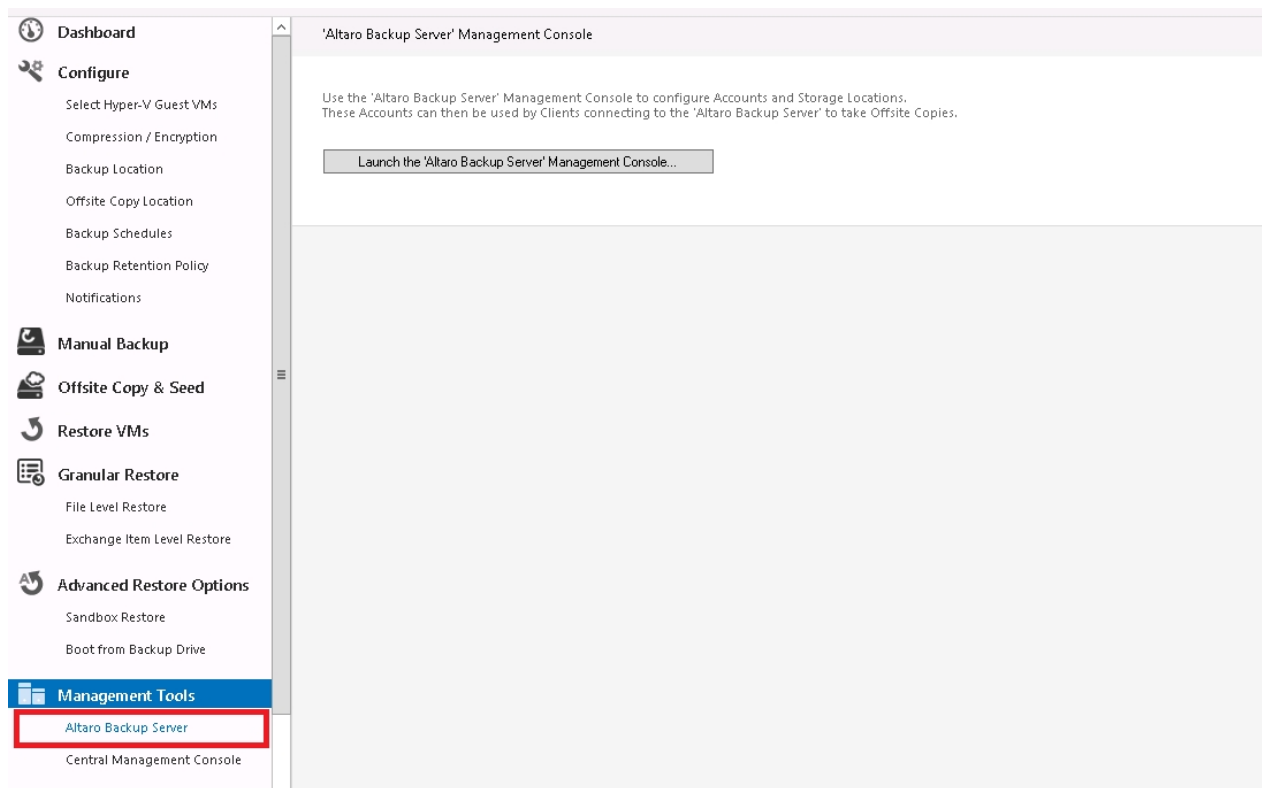 Dashboard
Configure
Select Hyper-V Guest VMs
Compression / Encryption
Backup Location
Offsite Copy Location
Backup Schedules
Backup Retention Policy
Notifications
Manual Backup
Offsite Copy & Seed
Restore VMs
Granular Restore
File Level Restore
Exchange Item Level Restore
Advanced Restore Options
Sandbox Restore
Boot from Backup Drive
Management Tools
Altaro Backup Server
Central Management Console
'Altaro Backup Server' Management Console
Use the 'Altaro Backup Server' Management Console to configure Accounts and Storage Locations.
These Accounts can then be used by Clients connecting to the 'Altaro Backup Server' to take Offsite Copies.
Launch the 'Altaro Backup Server' Management Console...